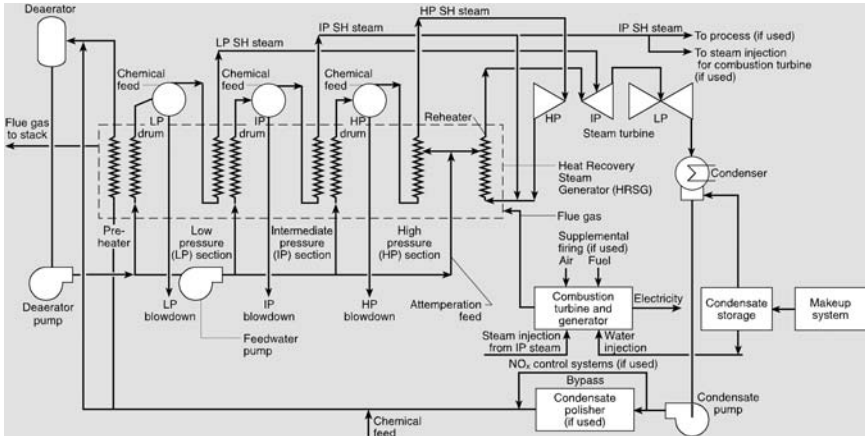 Deaerator
HP SH steam
IP SH steam
LP SH steam
IP SH steam
To process (if used)
To steam injection
for combustion turbine
(if used)
Chemical
feed
Chemical
feed
Chemical
feed
LP
drum
IP
drum
HP
drum
Reheater
HP
IP
LP
Steam turbine
Flue gas
to stack
Heat Recovery
Steam
Generator (HRSG)
Condenser
Flue gas
Pre-
heater
Low
pressure
(LP) section
Intermediate
pressure
(IP) section
High
pressure
(HP) section
Supplemental
firing (if used)
Air
Fuel
Deaerator
pump
LP
blowdown
IP
blowdown
HP
blowdown
Attemperation
feed
Feedwater
pump
Combustion
turbine and
generator
Electricity
Condensate
storage
Makeup
system
Steam injection
from IP steam
Water
injection
NOx control systems (if used)
Bypass
Condensate
polisher
(if used)
Condensate
pump
Chemical
feed